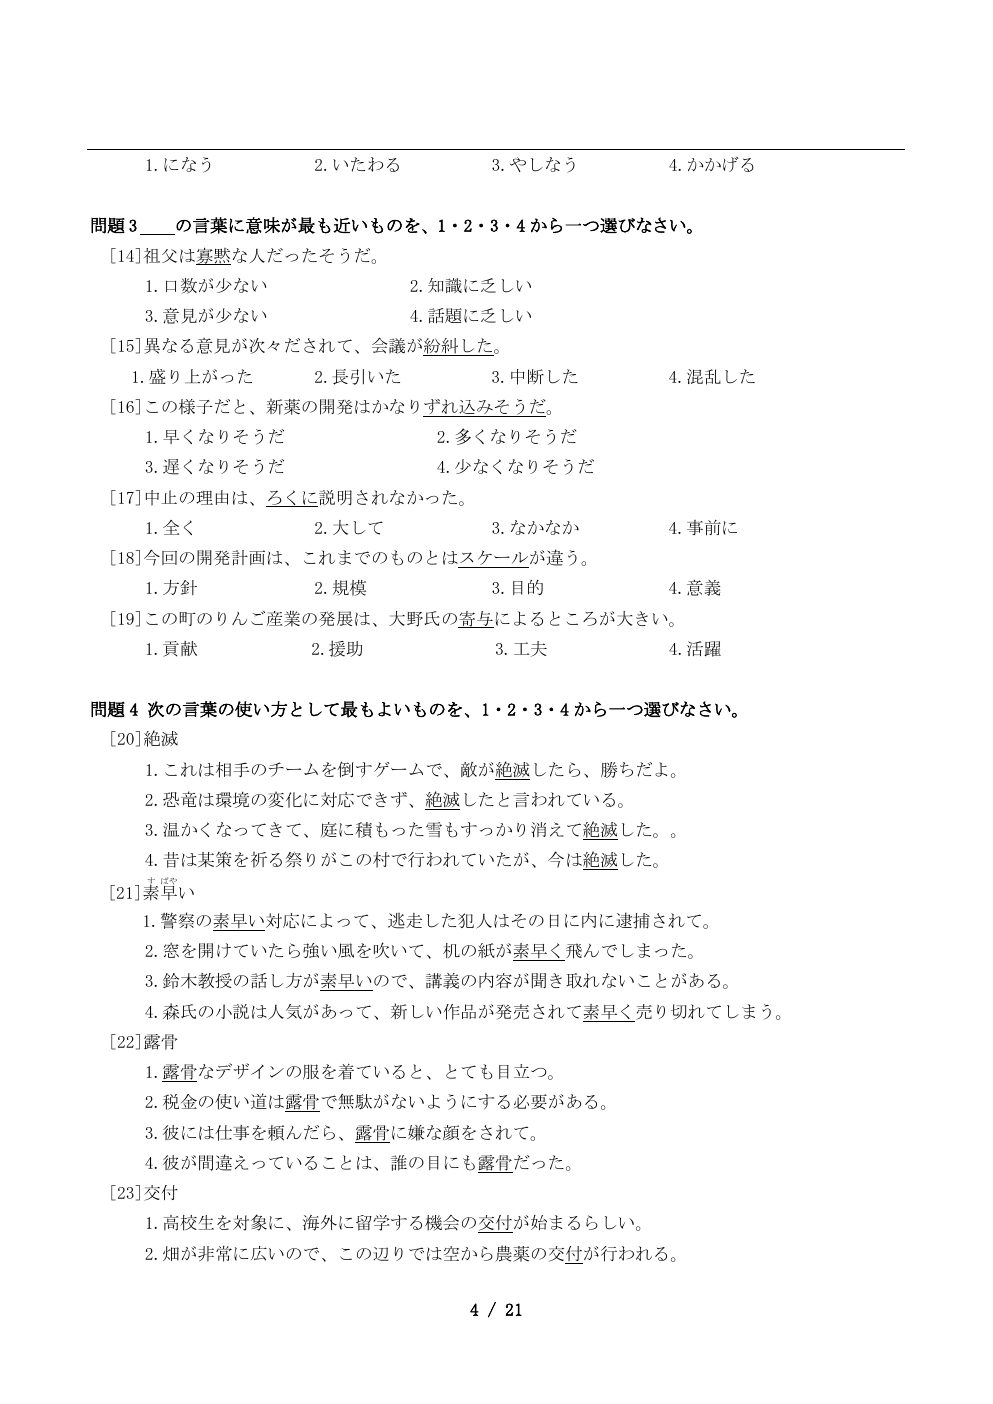 1.になう 2.いたわる 3.やしなう 4.かかげる
問題3____の言葉に意味が最も近いものを、1・2・3・4から一つ選びなさい。
[14]祖父は寡黙な人だったそうだ。
1.口数が少ない 2.知識に乏しい
3.意見が少ない 4.話題に乏しい
[15]異なる意見が次々だされて、会議が紛糾した。
1.盛り上がった 2.長引いた 3.中断した 4.混乱した
[16]この様子だと、新薬の開発はかなりずれ込みそうだ。
1.早くなりそうだ 2.多くなりそうだ
3.遅くなりそうだ 4.少なくなりそうだ
[17]中止の理由は、ろくに説明されなかった。
1.全く 2.大して 3.なかなか 4.事前に
[18]今回の開発計画は、これまでのものとはスケールが違う。
1.方針 2.規模 3.目的 4.意義
[19]この町のりんご産業の発展は、大野氏の寄与によるところが大きい。
1.貢献 2.援助 3.工夫 4.活躍
問題4 次の言葉の使い方として最もよいものを、1・2・3・4から一つ選びなさい。
[20]絶滅
1.これは相手のチームを倒すゲームで、敵が絶滅したら、勝ちだよ。
2.恐竜は環境の変化に対応できず、絶滅したと言われている。
3.温かくなってきて、庭に積もった雪もすっかり消えて絶滅した。。
4.昔は某策を祈る祭りがこの村で行われていたが、今は絶滅した。
す ばや
[21]素早い
1.警察の素早い対応によって、逃走した犯人はその日に内に逮捕されて。
2.窓を開けていたら強い風を吹いて、机の紙が素早く飛んでしまった。
3.鈴木教授の話し方が素早いので、講義の内容が聞き取れないことがある。
4.森氏の小説は人気があって、新しい作品が発売されて素早く売り切れてしまう。
[22]露骨
1.露骨なデザインの服を着ていると、とても目立つ。
2.税金の使い道は露骨で無駄がないようにする必要がある。
3.彼には仕事を頼んだら、露骨に嫌な顔をされて。
4.彼が間違えっていることは、誰の目にも露骨だった。
[23]交付
1.高校生を対象に、海外に留学する機会の交付が始まるらしい。
2.畑が非常に広いので、この辺りでは空から農薬の交付が行われる。
4 / 21